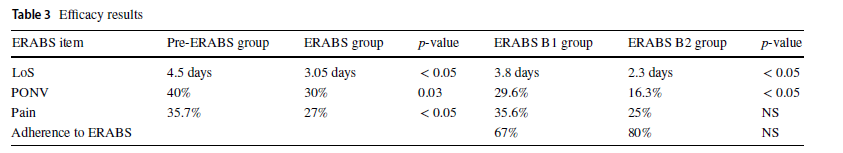 Table 3 Efficacy results
ERABS item Pre-ERABS group ERABS group p-value ERABS B1 group ERABS B2 group p-value
LoS 4.5 days 3.05 days < 0.05 3.8 days 2.3 days < 0.05
PONV 40% 30% 0.03 29.6% 16.3% < 0.05
Pain 35.7% 27% < 0.05 35.6% 25% NS
Adherence to ERABS 67% 80% NS